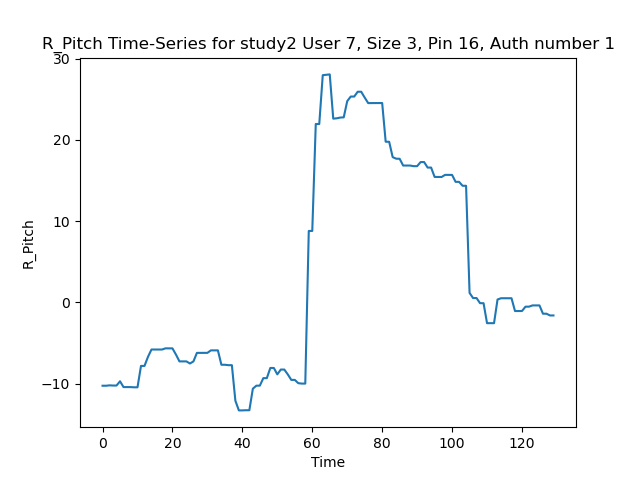 R_Pitch Time-Series for study2 User 7, Size 3, Pin 16, Auth number 1
30
20
10
0
−10
R_Pitch
0 20 40 60 80 100 120
Time